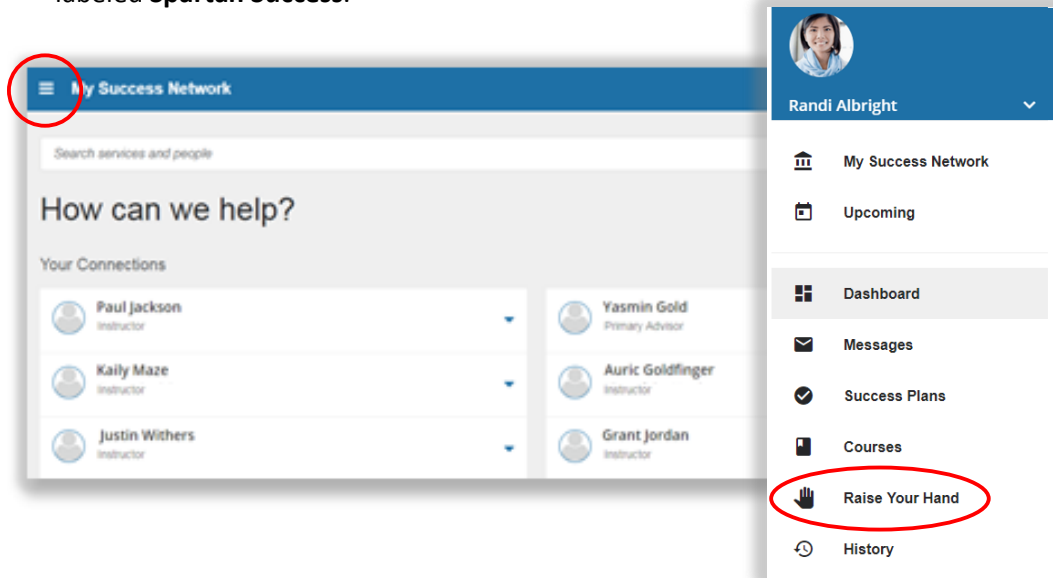 labeled Spartan Success.
My Success Network
Search services and people
How can we help?
Your Connections
Paul Jackson
Instructor
Yasmin Gold
Primary Advisor
Kaily Maze
Instructor
Auric Goldfinger
Instructor
Justin Withers
Instructor
Grant Jordan
Instructor
Randi Albright
My Success Network
Upcoming
Dashboard
Messages
Success Plans
Courses
Raise Your Hand
History